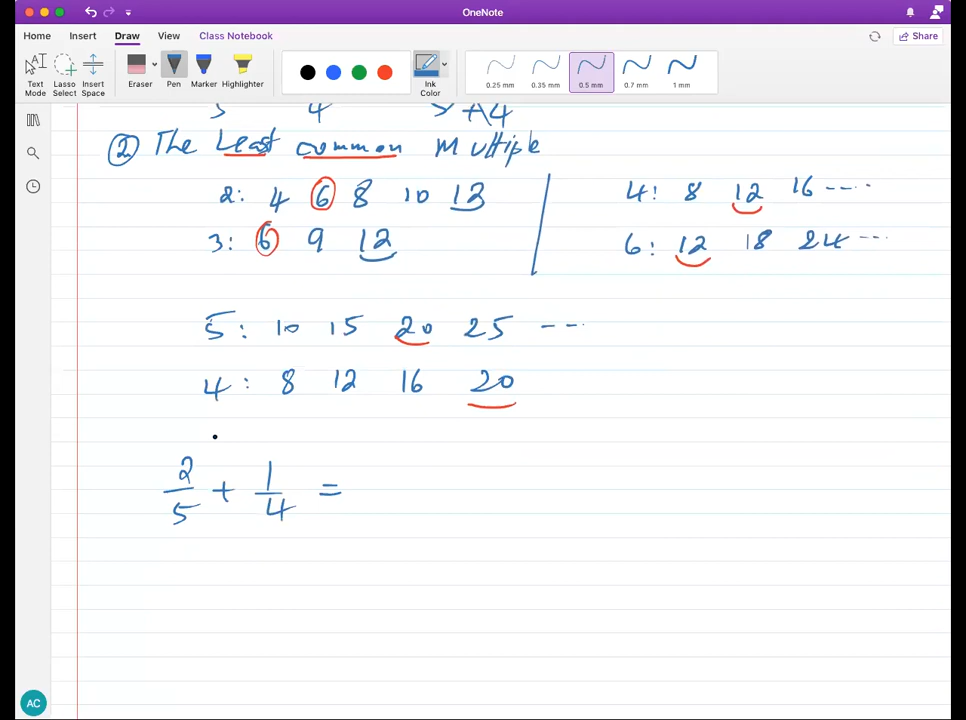 OneNote
Home Insert Draw View Class Notebook Share
Text Mode Lasso Select Insert Space Eraser Pen Marker Highlighter Ink Color 0.25 mm 0.35 mm 0.5 mm 0.7 mm 1 mm
② The Least common Multiple
2: 4 6 8 10 12
3: 6 9 12
4: 8 12 16 ----
6: 12 18 24 ---
5: 10 15 20 25 ---
4: 8 12 16 20
2/5 + 1/4 =
AC